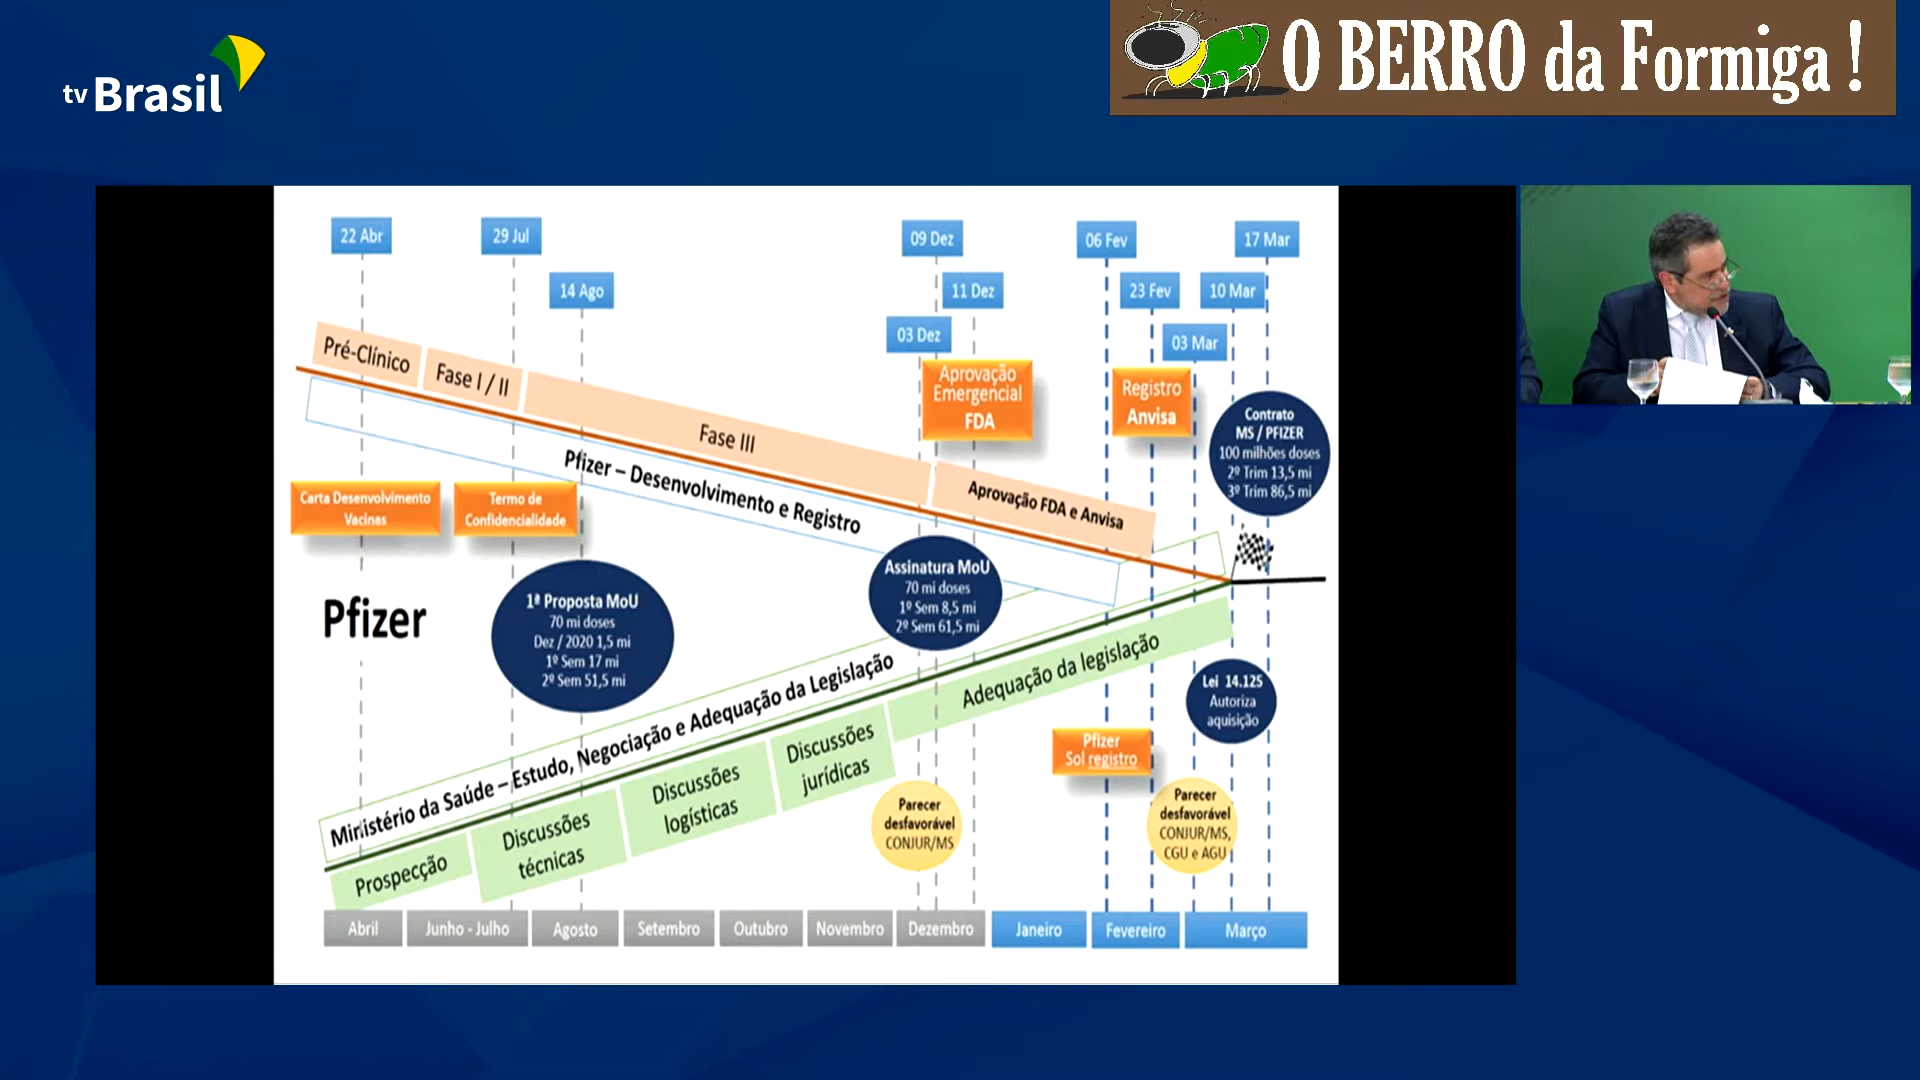 tv Brasil
O BERRO da Formiga !
22 Abr
29 Jul
14 Ago
09 Dez
11 Dez
03 Dez
06 Fev
23 Fev
03 Mar
10 Mar
17 Mar
Pré-Clínico
Fase I / II
Fase III
Aprovação FDA e Anvisa
Pfizer – Desenvolvimento e Registro
Aprovação
Emergencial
FDA
Registro
Anvisa
Contrato
MS / PFIZER
100 milhões doses
2º Trim 13,5 mi
3º Trim 86,5 mi
Carta Desenvolvimento
Vacinas
Termo de
Confidencialidade
Pfizer
1ª Proposta MoU
70 mi doses
Dez / 2020 1,5 mi
1º Sem 17 mi
2º Sem 51,5 mi
Assinatura MoU
70 mi doses
1º Sem 8,5 mi
2º Sem 61,5 mi
Ministério da Saúde – Estudo, Negociação e Adequação da Legislação
Prospecção
Discussões
técnicas
Discussões
logísticas
Discussões
jurídicas
Adequação da legislação
Lei 14.125
Autoriza
aquisição
Pfizer
Sol registro
Parecer
desfavorável
CONJUR/MS
Parecer
desfavorável
CONJUR/MS,
CGU e AGU
Abril
Junho - Julho
Agosto
Setembro
Outubro
Novembro
Dezembro
Janeiro
Fevereiro
Março